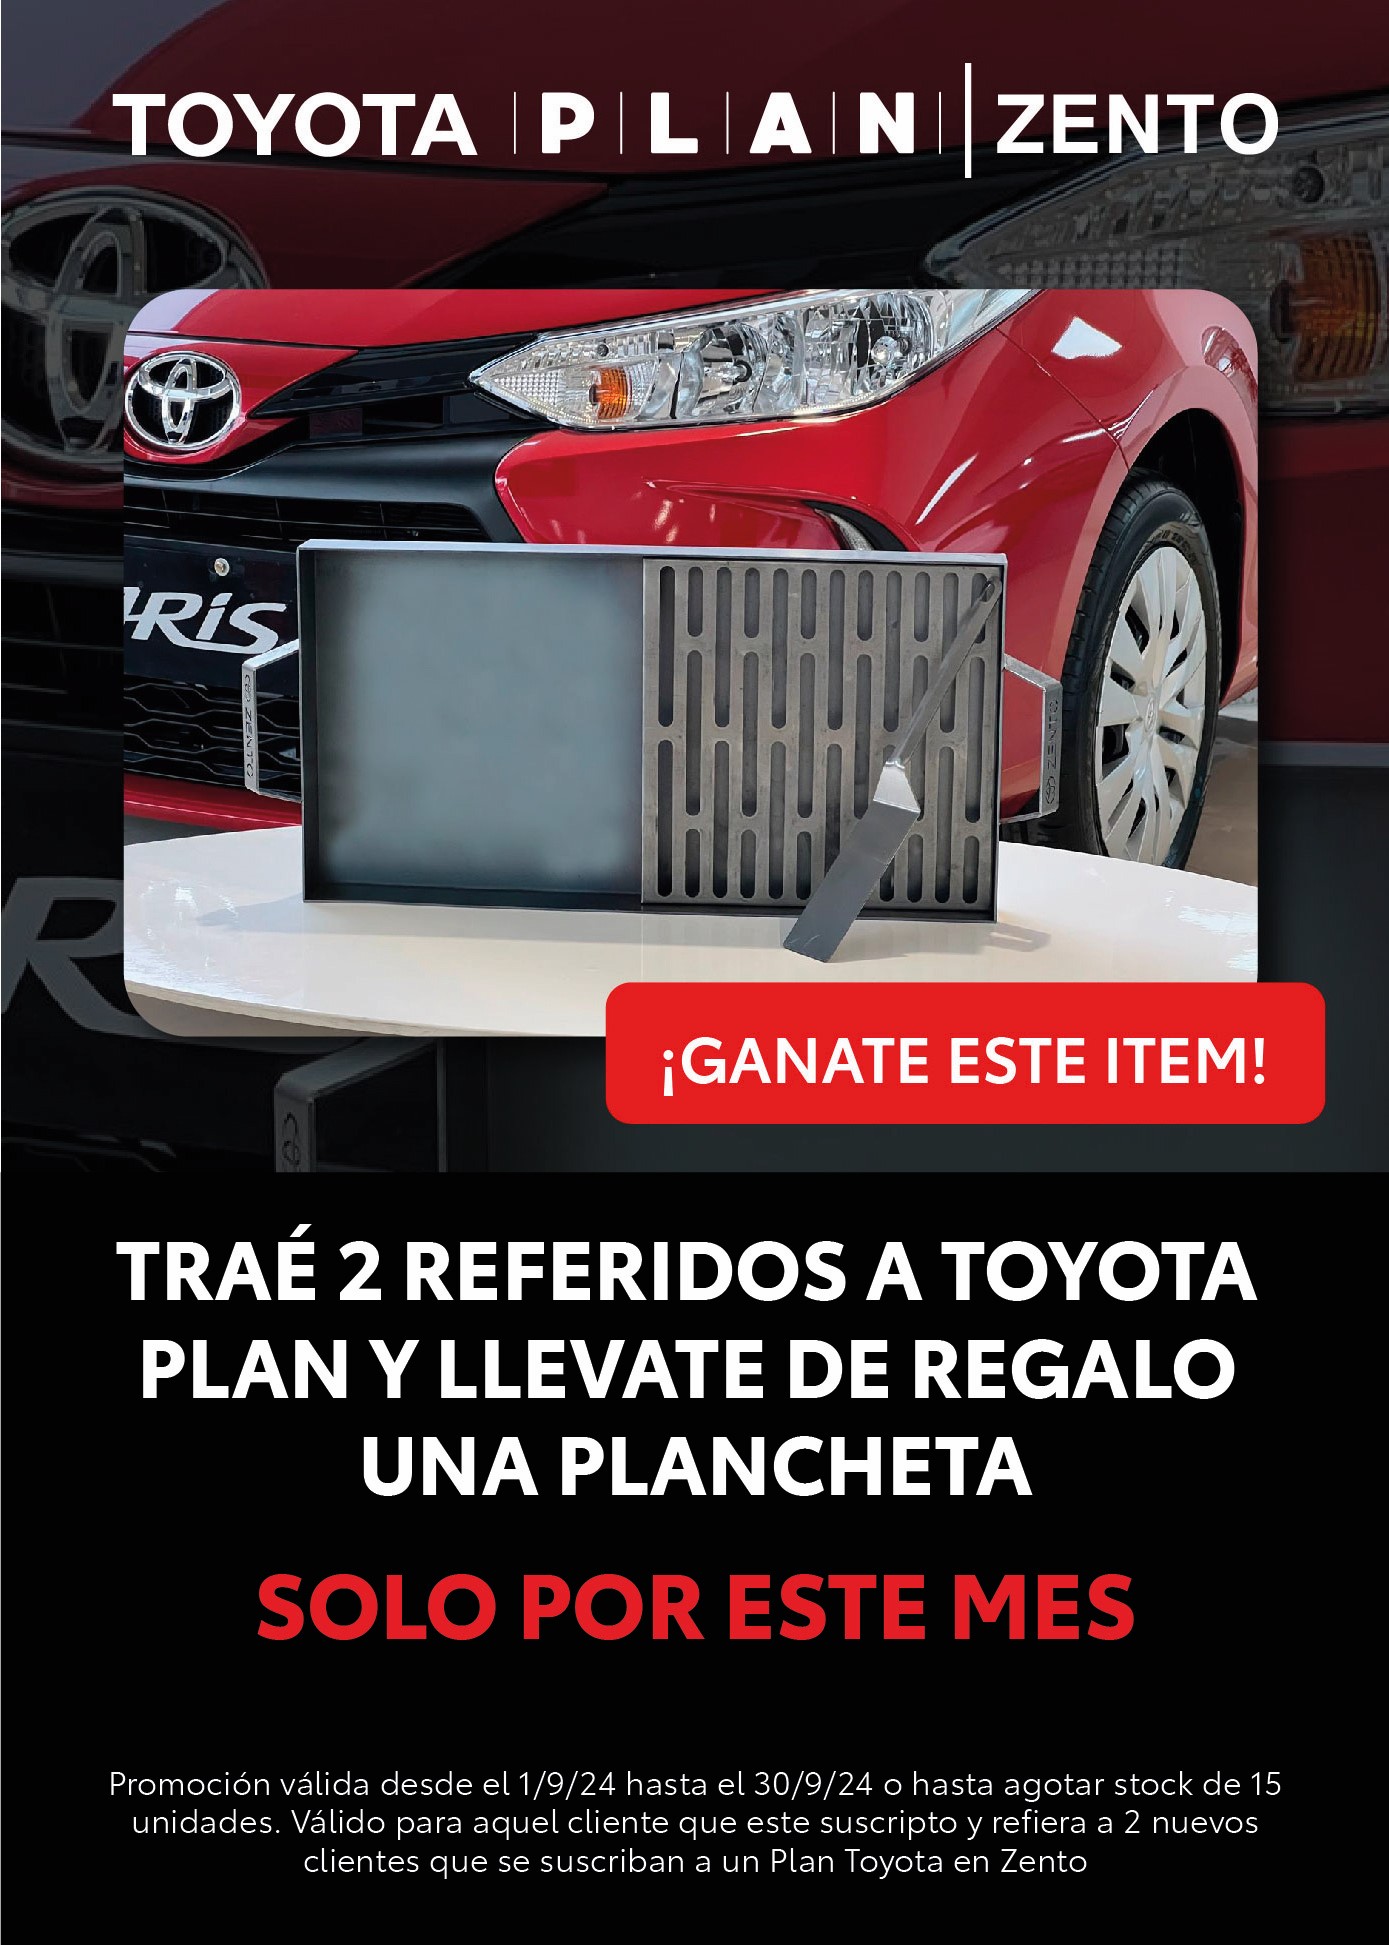 TOYOTA PLAN ZENTO
ARiS
ZENTO
ZENTO
R
¡GANATE ESTE ITEM!
TRAÉ 2 REFERIDOS A TOYOTA
PLAN Y LLEVATE DE REGALO
UNA PLANCHETA
SOLO POR ESTE MES
Promoción válida desde el 1/9/24 hasta el 30/9/24 o hasta agotar stock de 15
unidades. Válido para aquel cliente que este suscripto y refiera a 2 nuevos
clientes que se suscriban a un Plan Toyota en Zento